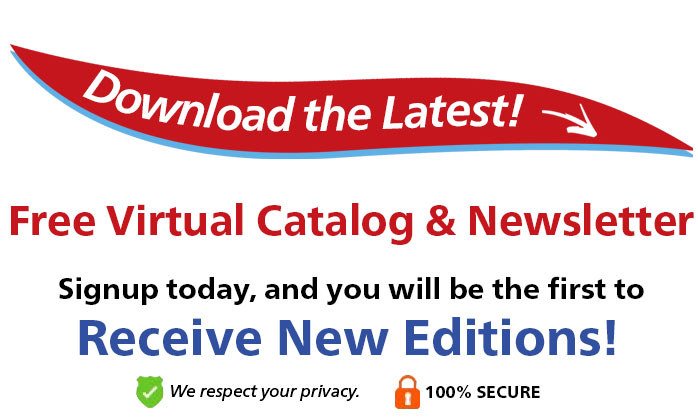 Download the Latest!
Free Virtual Catalog & Newsletter
Signup today, and you will be the first to
Receive New Editions!
We respect your privacy. 100% SECURE